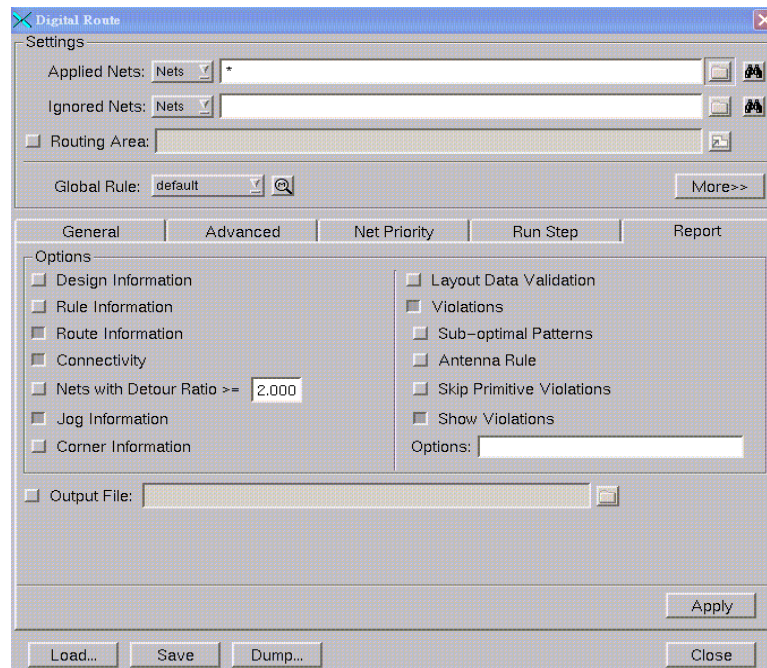 Digital Route
Settings
Applied Nets: Nets *
Ignored Nets: Nets
Routing Area:
Global Rule: default More>>
General Advanced Net Priority Run Step Report
Options
Design Information
Rule Information
Route Information
Connectivity
Nets with Detour Ratio >= 2.000
Jog Information
Corner Information
Layout Data Validation
Violations
Sub-optimal Patterns
Antenna Rule
Skip Primitive Violations
Show Violations
Options:
Output File:
Apply
Load... Save Dump... Close